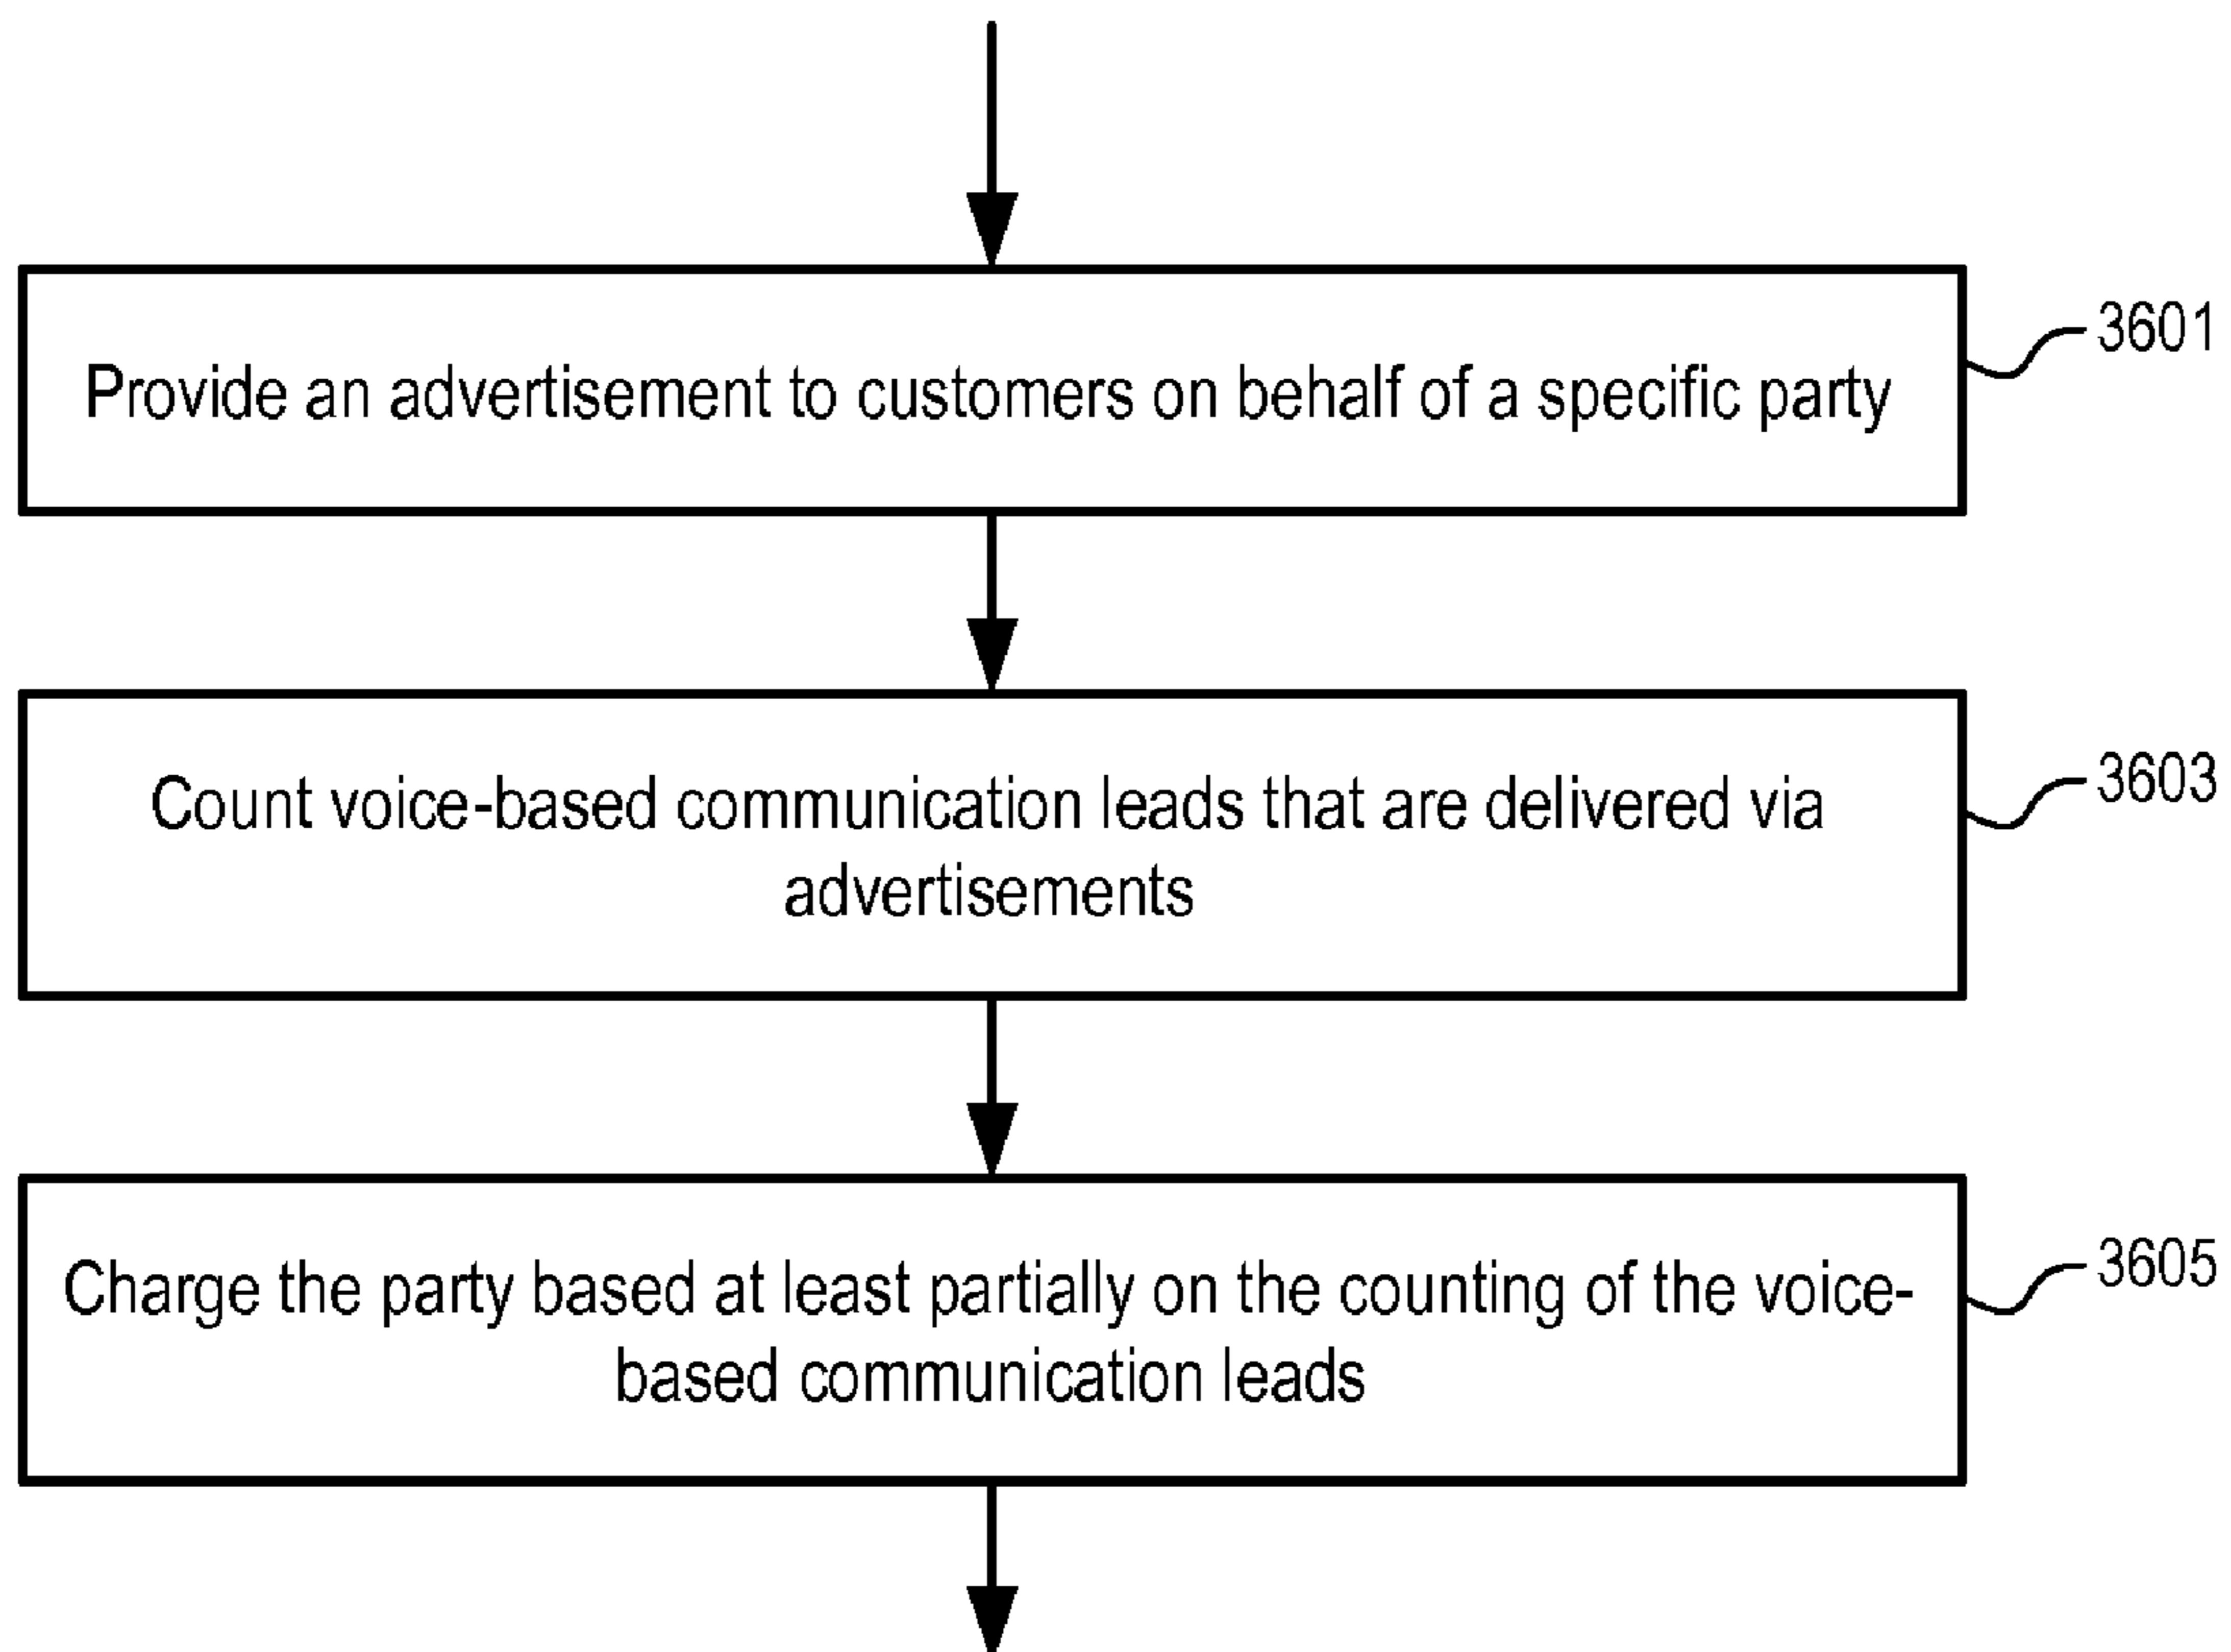 Provide an advertisement to customers on behalf of a specific party
3601
Count voice-based communication leads that are delivered via
advertisements
3603
Charge the party based at least partially on the counting of the voice-
based communication leads
3605